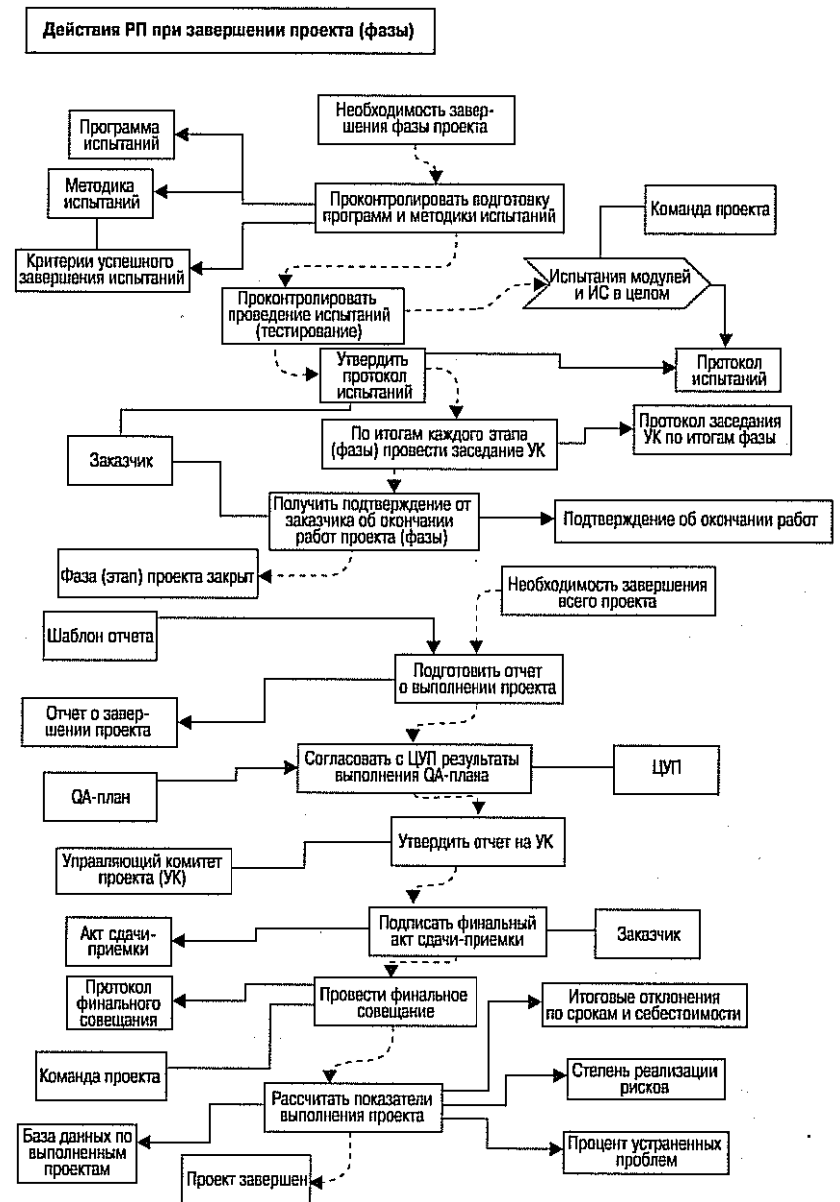 Действия РП при завершении проекта (фазы)
Необходимость завер-
шения фазы проекта
Программа
испытаний
Методика
испытаний
Проконтролировать подготовку
программ и методики испытаний
Команда проекта
Критерии успешного
завершения испытаний
Испытания модулей
и ИС в целом
Проконтролировать
проведение испытаний
(тестирование)
Утвердить
протокол
испытаний
Протокол
испытаний
Заказчик
По итогам каждого этапа
(фазы) провести заседание УК
Протокол заседания
УК по итогам фазы
Получить подтверждение от
заказчика об окончании
работ проекта (фазы)
Подтверждение об окончании работ
Фаза (этап) проекта закрыт
Необходимость завершения
всего проекта
Шаблон отчета
Подготовить отчет
о выполнении проекта
Отчет о завер-
шении проекта
Согласовать с ЦУП результаты
выполнения QA-плана
ЦУП
QA-план
Утвердить отчет на УК
Управляющий комитет
проекта (УК)
Подписать финальный
акт сдачи-приемки
Акт сдачи-
приемки
Заказчик
Протокол
финального
совещания
Провести финальное
совещание
Итоговые отклонения
по срокам и себестоимости
Команда проекта
Степень реализации
рисков
Рассчитать показатели
выполнения проекта
База данных по
выполненным
проектам
Процент устраненных
проблем
Проект завершен